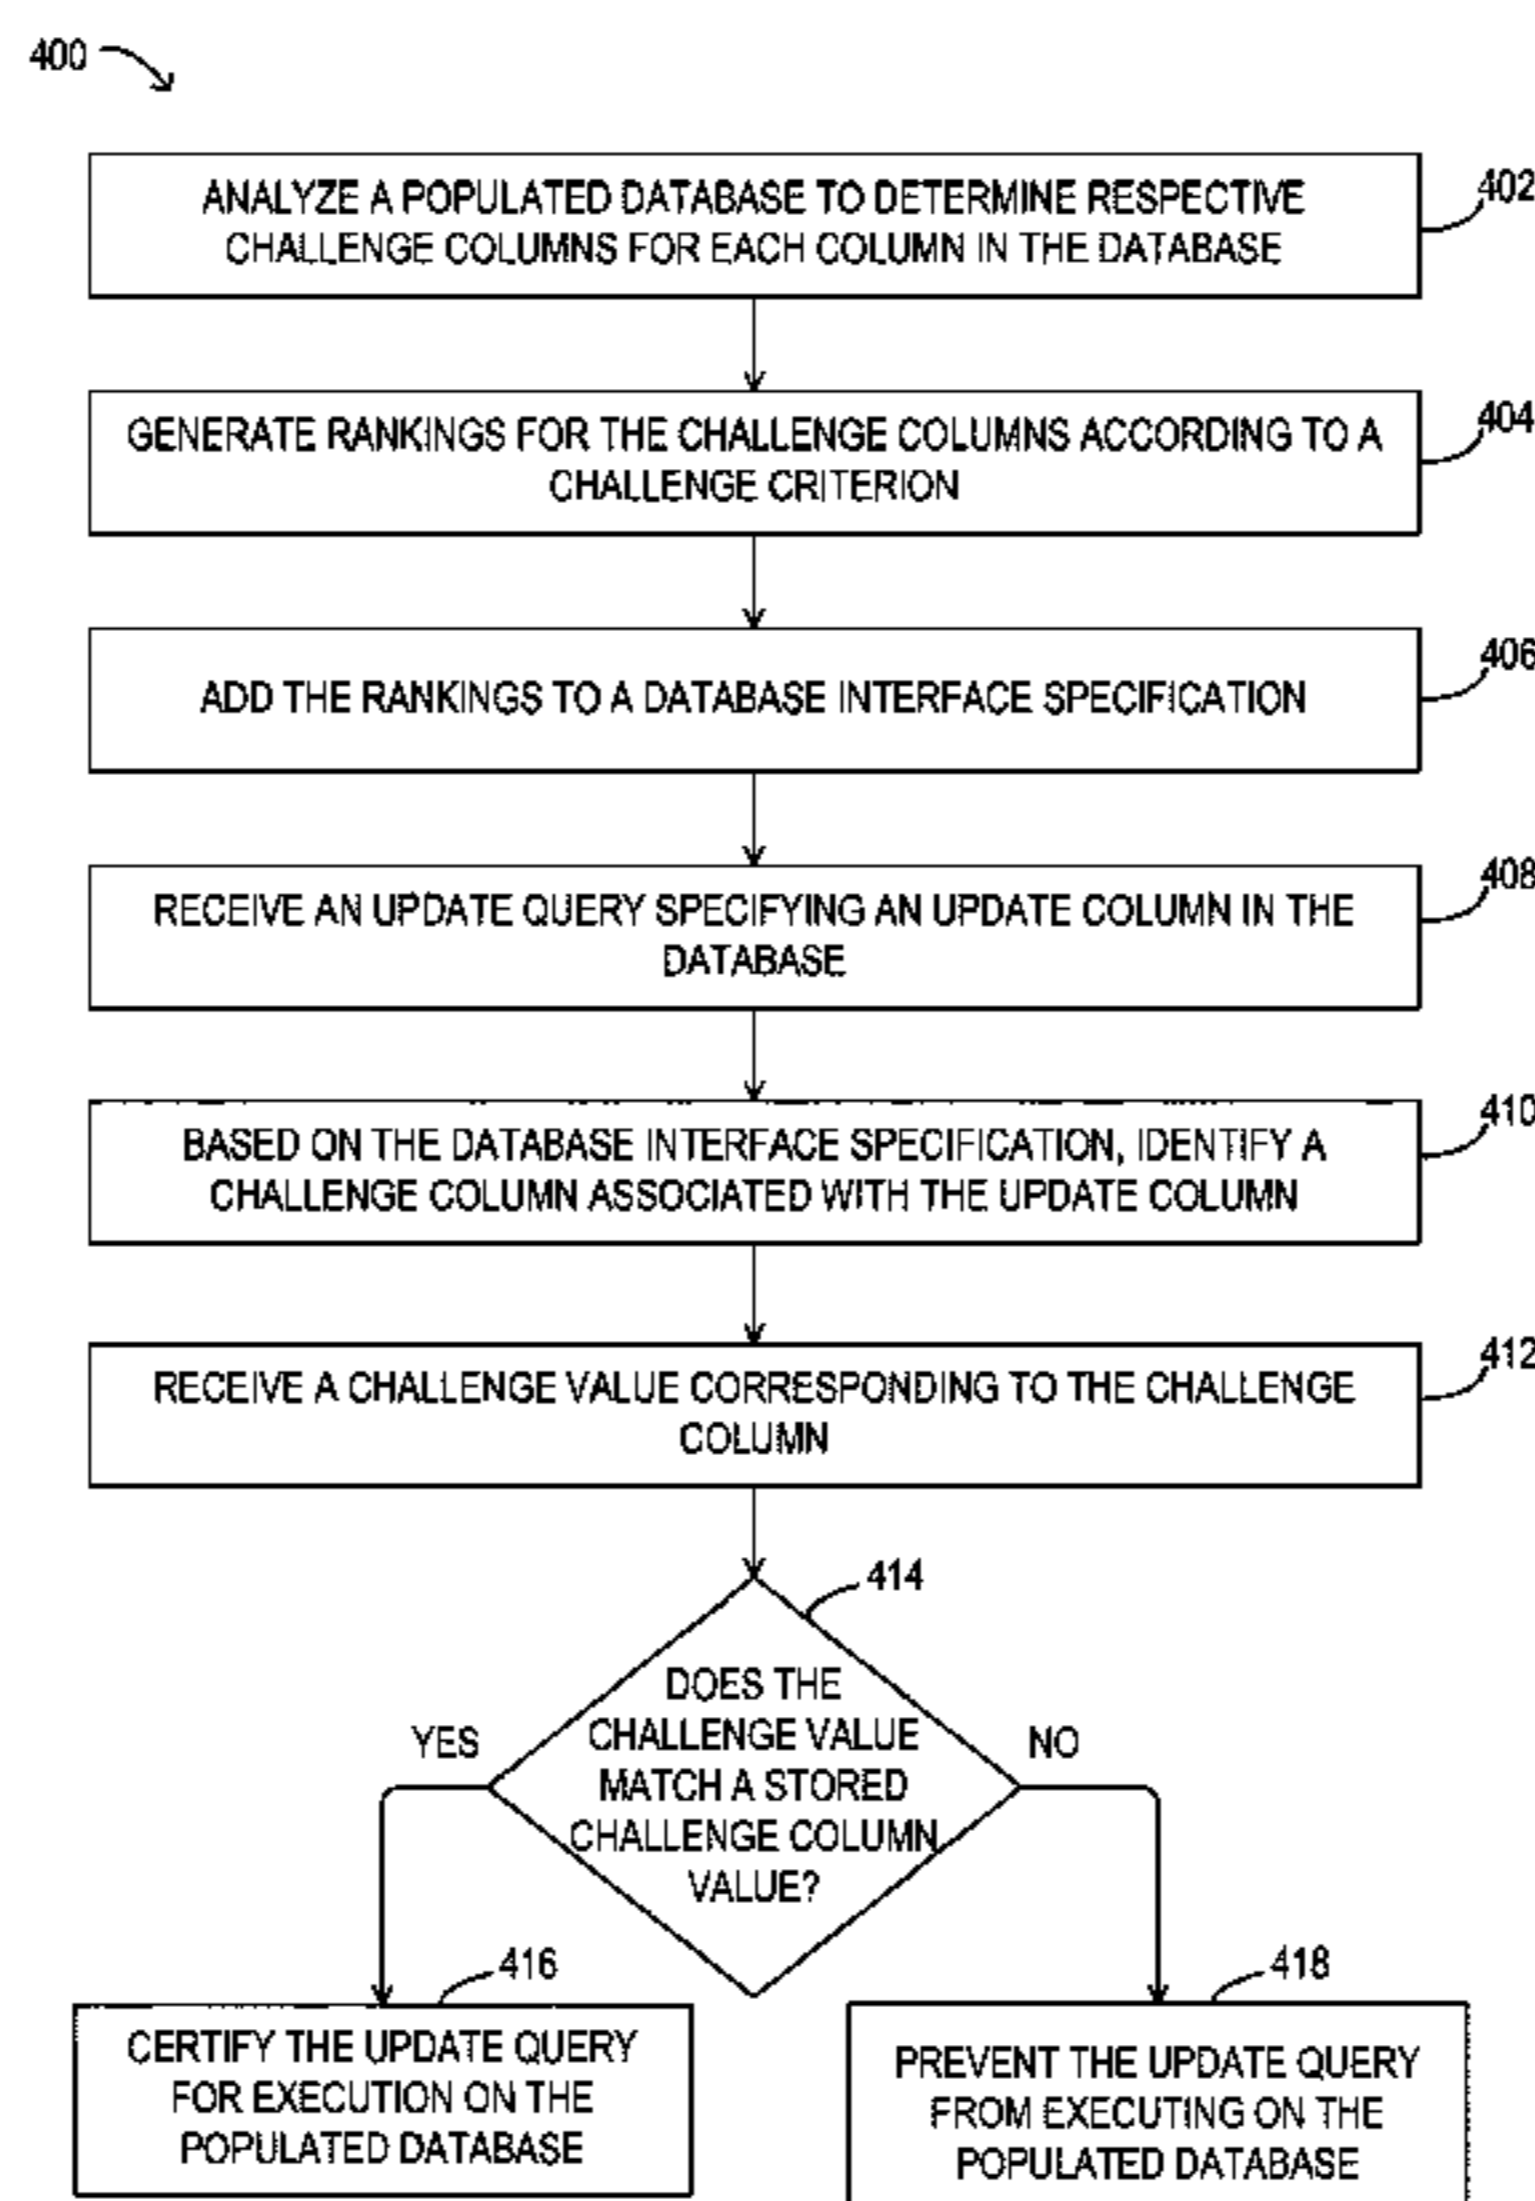 400
ANALYZE A POPULATED DATABASE TO DETERMINE RESPECTIVE
CHALLENGE COLUMNS FOR EACH COLUMN IN THE DATABASE
402
GENERATE RANKINGS FOR THE CHALLENGE COLUMNS ACCORDING TO A
CHALLENGE CRITERION
404
ADD THE RANKINGS TO A DATABASE INTERFACE SPECIFICATION
406
RECEIVE AN UPDATE QUERY SPECIFYING AN UPDATE COLUMN IN THE
DATABASE
408
BASED ON THE DATABASE INTERFACE SPECIFICATION, IDENTIFY A
CHALLENGE COLUMN ASSOCIATED WITH THE UPDATE COLUMN
410
RECEIVE A CHALLENGE VALUE CORRESPONDING TO THE CHALLENGE
COLUMN
412
414
DOES THE
CHALLENGE VALUE
MATCH A STORED
CHALLENGE COLUMN
VALUE?
YES
NO
416
CERTIFY THE UPDATE QUERY
FOR EXECUTION ON THE
POPULATED DATABASE
418
PREVENT THE UPDATE QUERY
FROM EXECUTING ON THE
POPULATED DATABASE